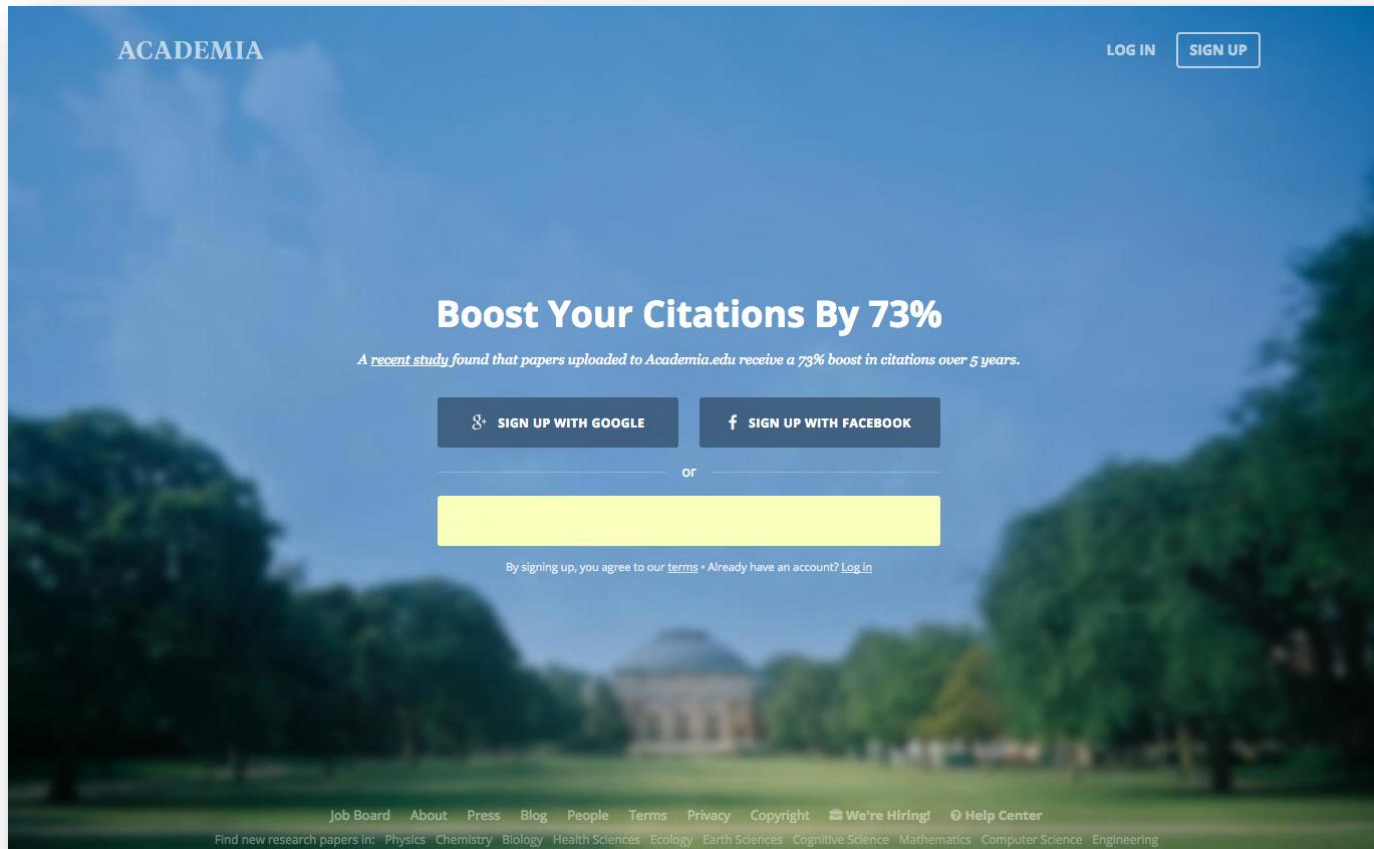 ACADEMIA
LOG IN SIGN UP
Boost Your Citations By 73%
A recent study found that papers uploaded to Academia.edu receive a 73% boost in citations over 5 years.
SIGN UP WITH GOOGLE SIGN UP WITH FACEBOOK
or
By signing up, you agree to our terms • Already have an account? Log in
Job Board About Press Blog People Terms Privacy Copyright We're Hiring! Help Center
Find new research papers in: Physics Chemistry Biology Health Sciences Ecology Earth Sciences Cognitive Science Mathematics Computer Science Engineering